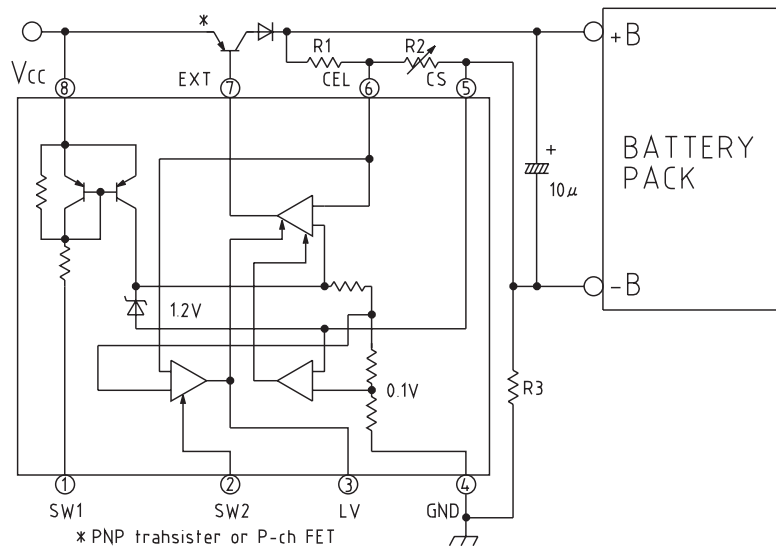 *
R1
R2
+B
VCC
EXT
CEL
CS
8
7
6
5
BATTERY
PACK
+
10μ
1.2V
-B
0.1V
R3
1
2
3
4
SW1
SW2
LV
GND
* PNP trahsister or P-ch FET